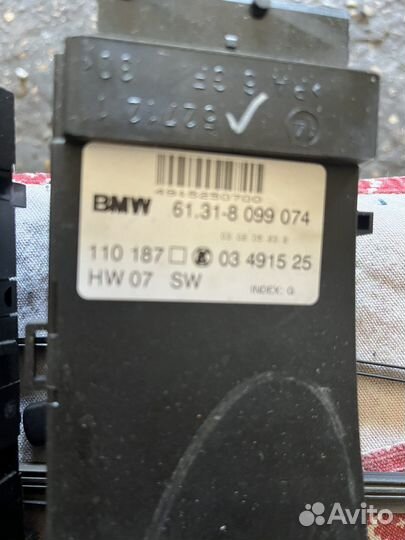 4915250700
BMW 61.31-8 099 074
110 187 03 4915 25
HW 07 SW INDEX: G
Avito